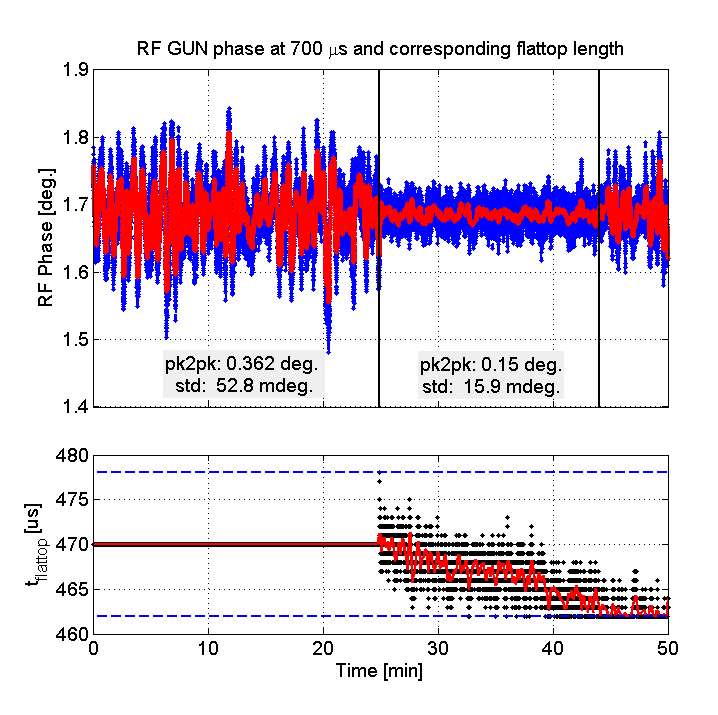 RF GUN phase at 700 μs and corresponding flattop length
1.9
1.8
1.7
1.6
1.5
1.4
RF Phase [deg.]
pk2pk: 0.362 deg.
std: 52.8 mdeg.
pk2pk: 0.15 deg.
std: 15.9 mdeg.
480
475
470
465
460
t_flattop [us]
0 10 20 30 40 50
Time [min]